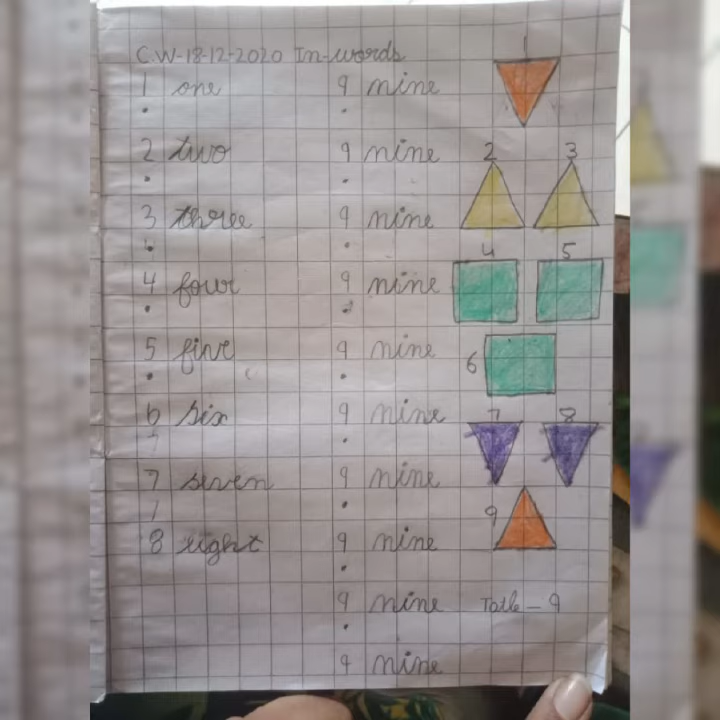 C.W-18-12-2020 In-words
1
1 one 9 nine
2 two 9 nine 2 3
3 three 9 nine
4 5
4 four 9 nine
5 five 9 nine 6
6 six 9 nine 7 8
7 seven 9 nine
9
8 eight 9 nine
9 nine
9 nine